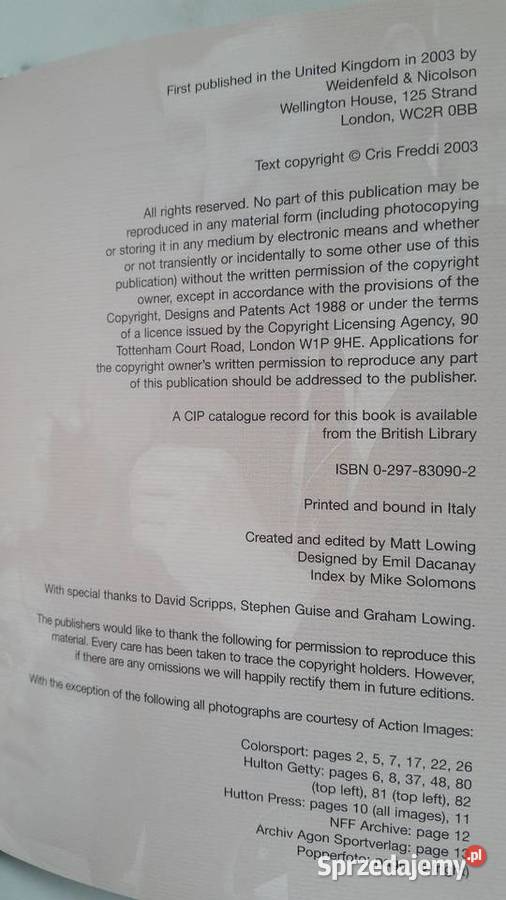 First published in the United Kingdom in 2003 by
Weidenfeld & Nicolson
Wellington House, 125 Strand
London, WC2R 0BB
Text copyright © Cris Freddi 2003
All rights reserved. No part of this publication may be
reproduced in any material form (including photocopying
or storing it in any medium by electronic means and whether
or not transiently or incidentally to some other use of this
publication) without the written permission of the copyright
owner, except in accordance with the provisions of the
Copyright, Designs and Patents Act 1988 or under the terms
of a licence issued by the Copyright Licensing Agency, 90
Tottenham Court Road, London W1P 9HE. Applications for
the copyright owner's written permission to reproduce any part
of this publication should be addressed to the publisher.
A CIP catalogue record for this book is available
from the British Library
ISBN 0-297-83090-2
Printed and bound in Italy
Created and edited by Matt Lowing
Designed by Emil Dacanay
Index by Mike Solomons
With special thanks to David Scripps, Stephen Guise and Graham Lowing.
The publishers would like to thank the following for permission to reproduce this
material. Every care has been taken to trace the copyright holders. However,
if there are any omissions we will happily rectify them in future editions.
With the exception of the following all photographs are courtesy of Action Images:
Colorsport: pages 2, 5, 7, 17, 22, 26
Hulton Getty: pages 6, 8, 37, 48, 80
(top left), 81 (top left), 82
Hutton Press: pages 10 (all images), 11
NFF Archive: page 12
Archiv Agon Sportverlag: page
Popperfoto:
Sprzedajemy.pl